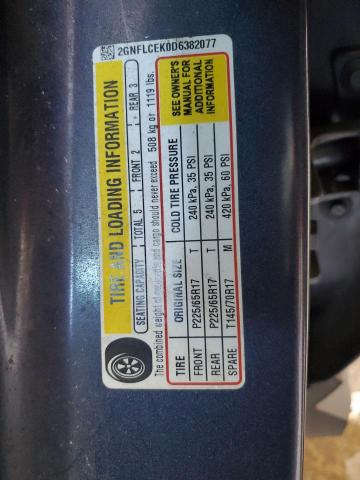 2GNFLCEK0D6382077
TIRE AND LOADING INFORMATION
SEATING CAPACITY TOTAL 5 FRONT 2 REAR 3
The combined weight of occupants and cargo should never exceed 508 kg or 1119 lbs.
TIRE ORIGINAL SIZE COLD TIRE PRESSURE
FRONT P225/65R17 T 240 kPa, 35 PSI
REAR P225/65R17 T 240 kPa, 35 PSI
SPARE T145/70R17 M 420 kPa, 60 PSI
SEE OWNER'S
MANUAL FOR
ADDITIONAL
INFORMATION